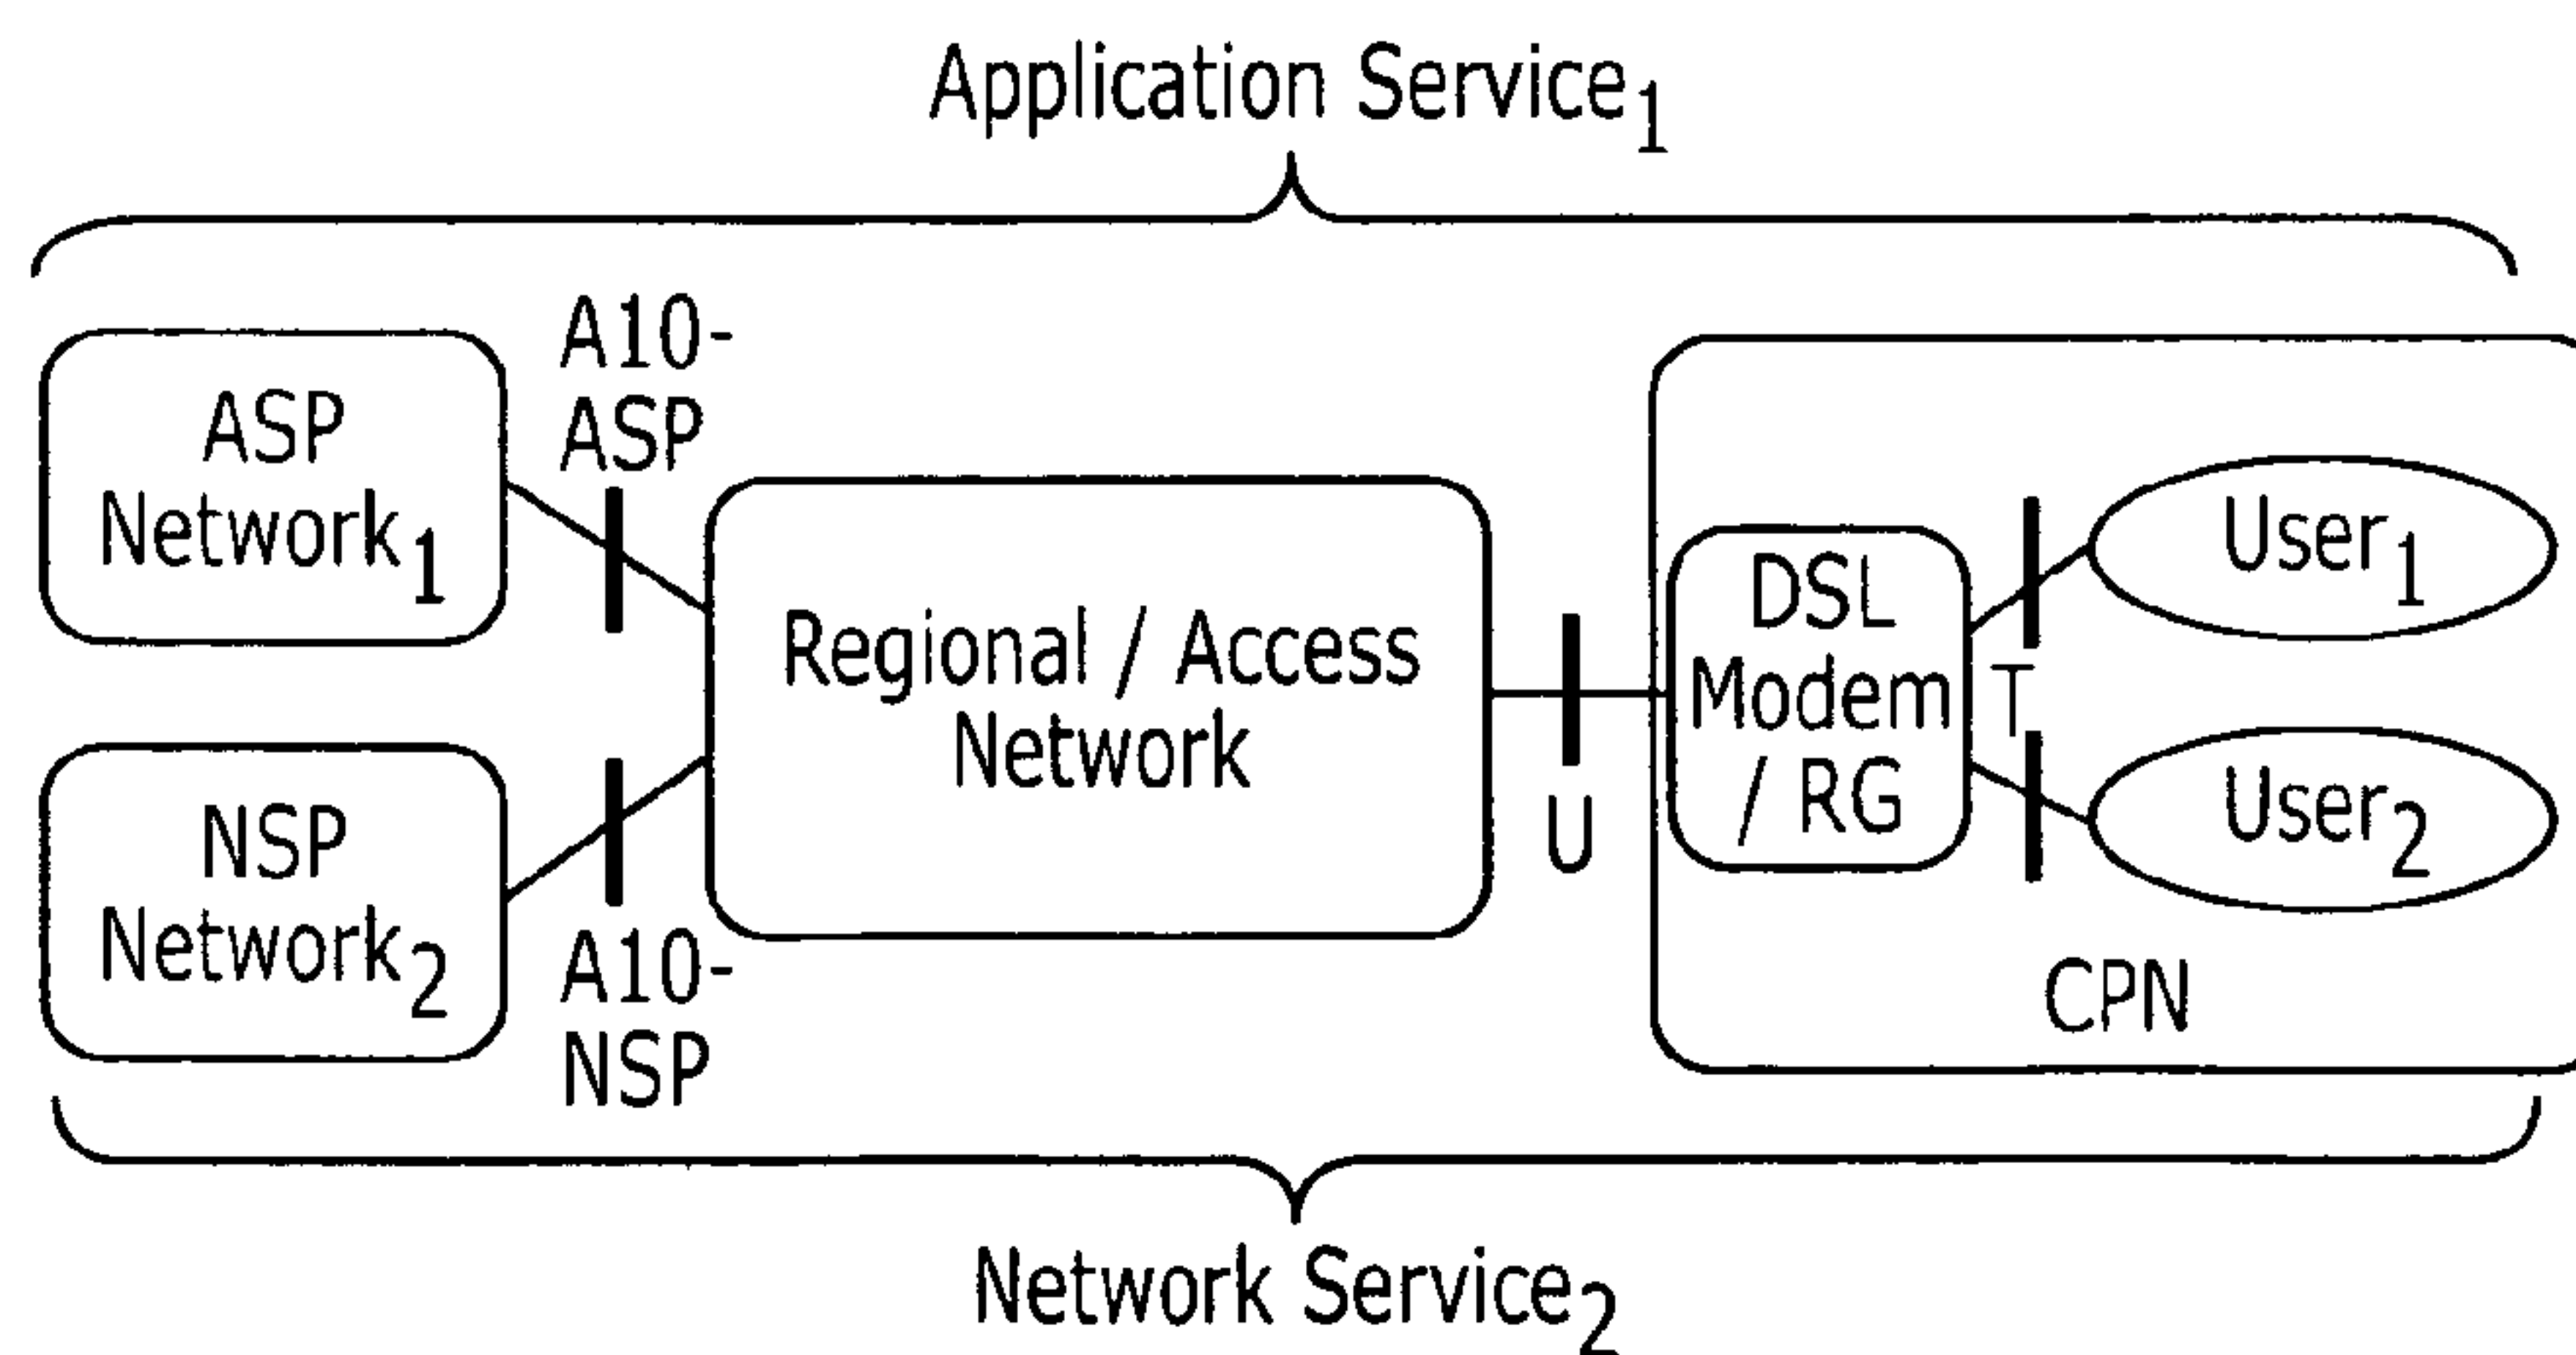 Application Service1
A10-
ASP
ASP
Network1
Regional / Access
Network
DSL
Modem
/ RG
T
User1
User2
U
CPN
NSP
Network2
A10-
NSP
Network Service2